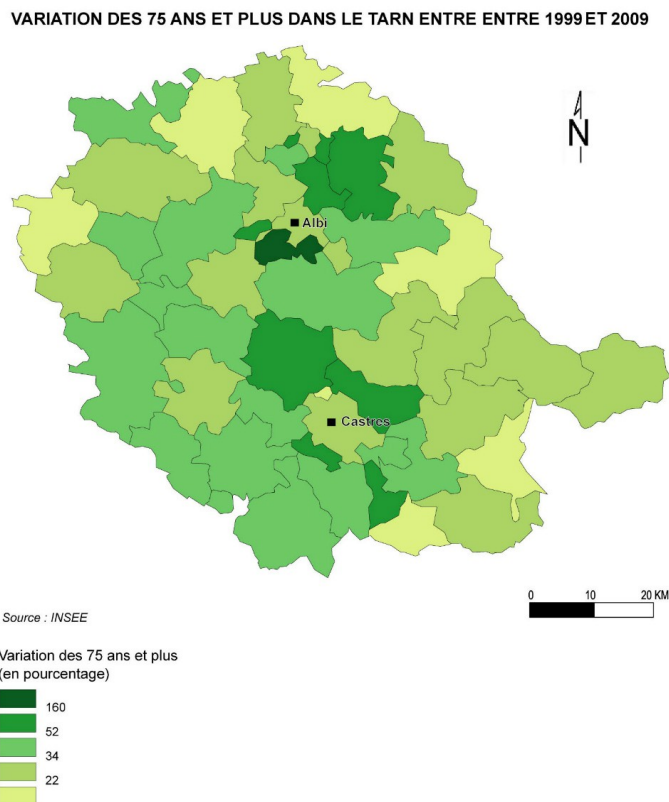 VARIATION DES 75 ANS ET PLUS DANS LE TARN ENTRE ENTRE 1999 ET 2009
N
Albi
Castres
0 10 20 KM
Source : INSEE
Variation des 75 ans et plus
(en pourcentage)
160
52
34
22